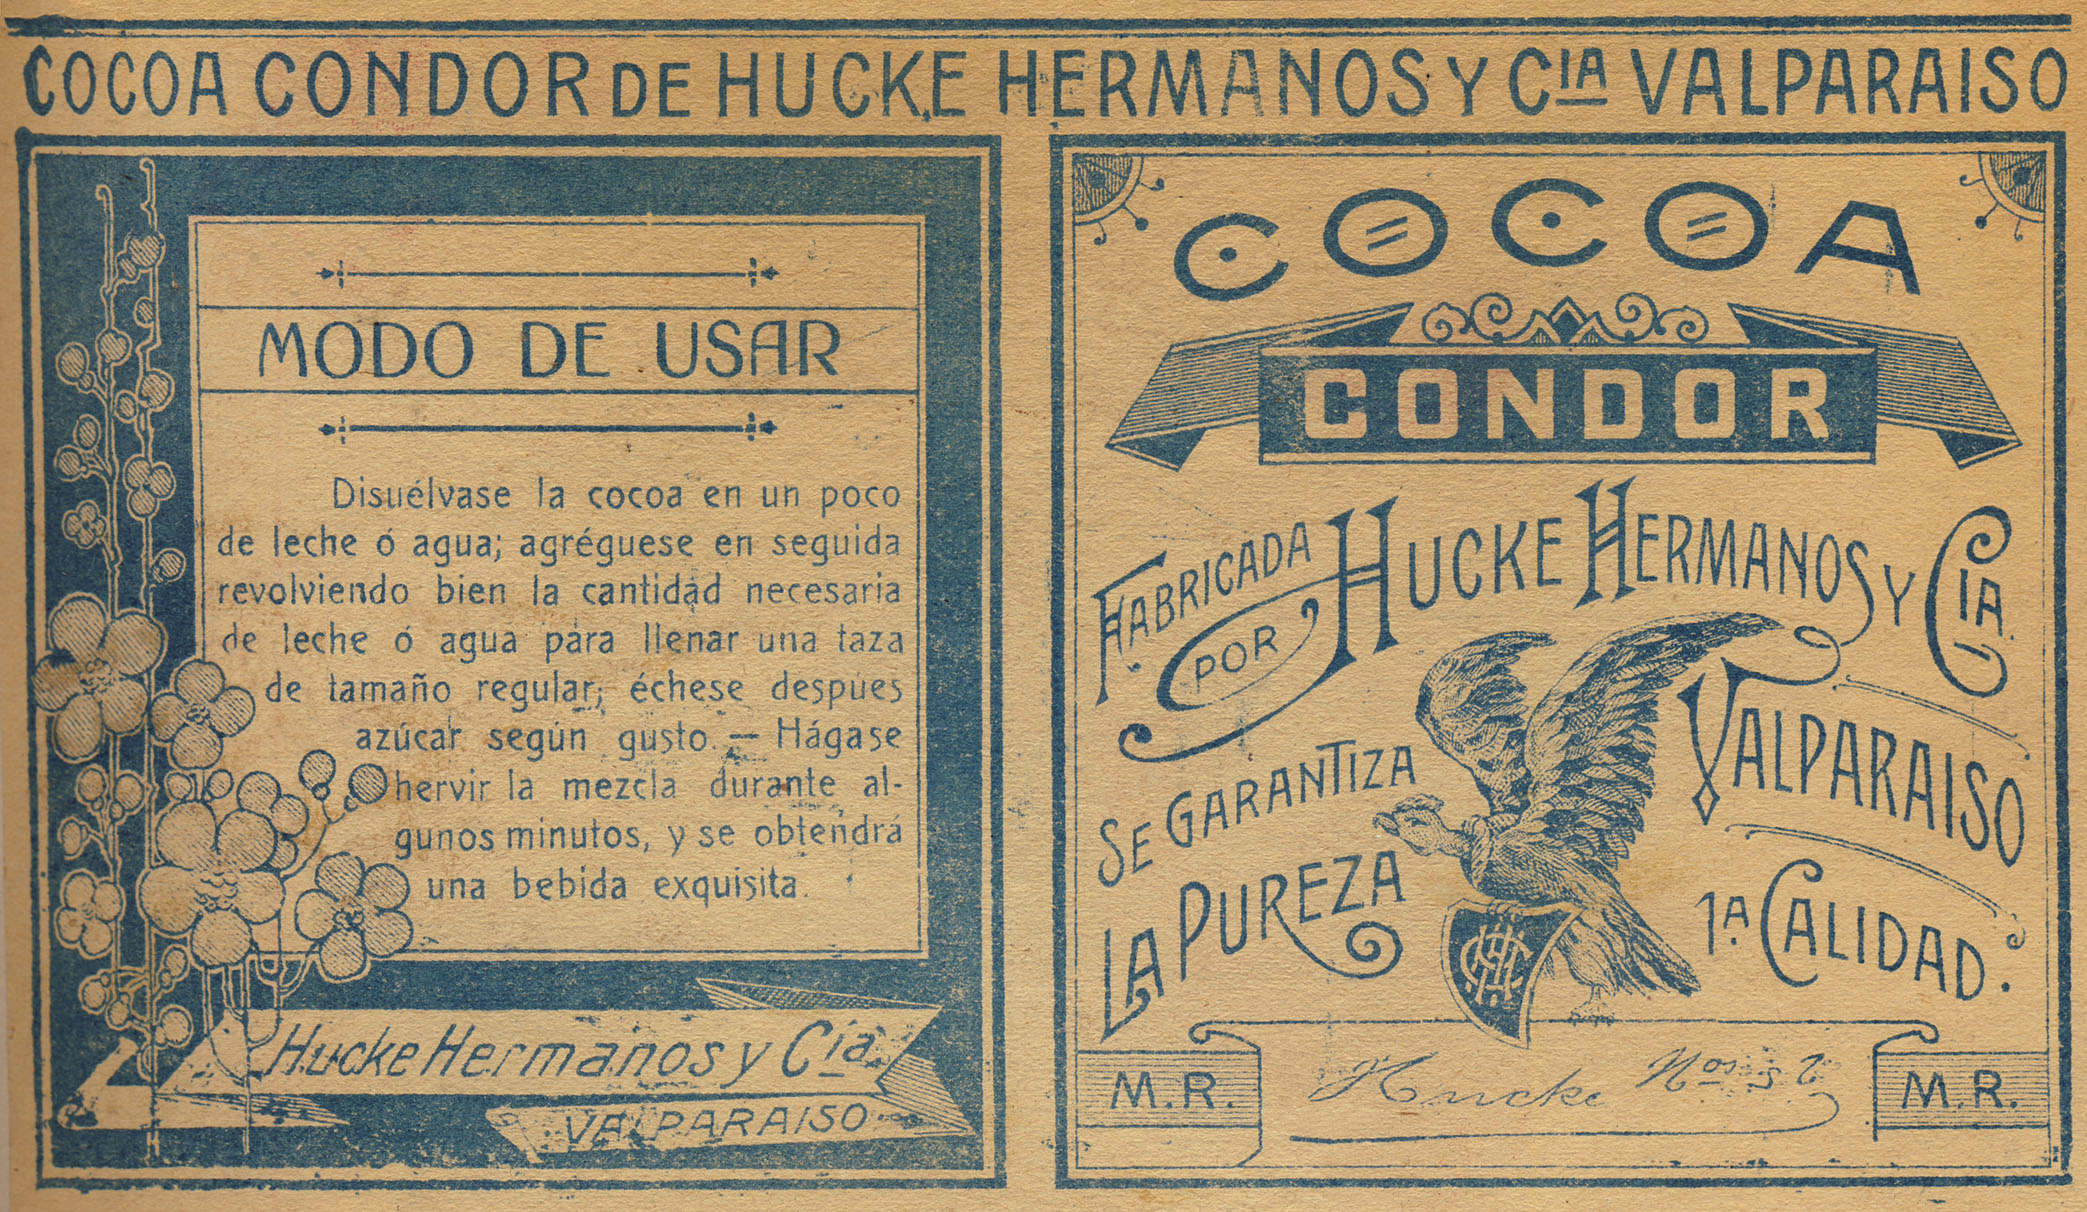 COCOA CONDOR DE HUCKE HERMANOS Y CIA VALPARAISO
MODO DE USAR
Disuélvase la cocoa en un poco
de leche ó agua; agréguese en seguida
revolviendo bien la cantidad necesaria
de leche ó agua para llenar una taza
de tamaño regular; échese despues
azúcar según gusto. — Hágase
hervir la mezcla durante al-
gunos minutos, y se obtendrá
una bebida exquisita.
Hucke Hermanos y Cia
VALPARAISO
COCOA
CONDOR
FABRICADA POR HUCKE HERMANOS Y CIA.
VALPARAISO
SE GARANTIZA
LA PUREZA
1A. CALIDAD.
M.R.
Hucke
M.R.